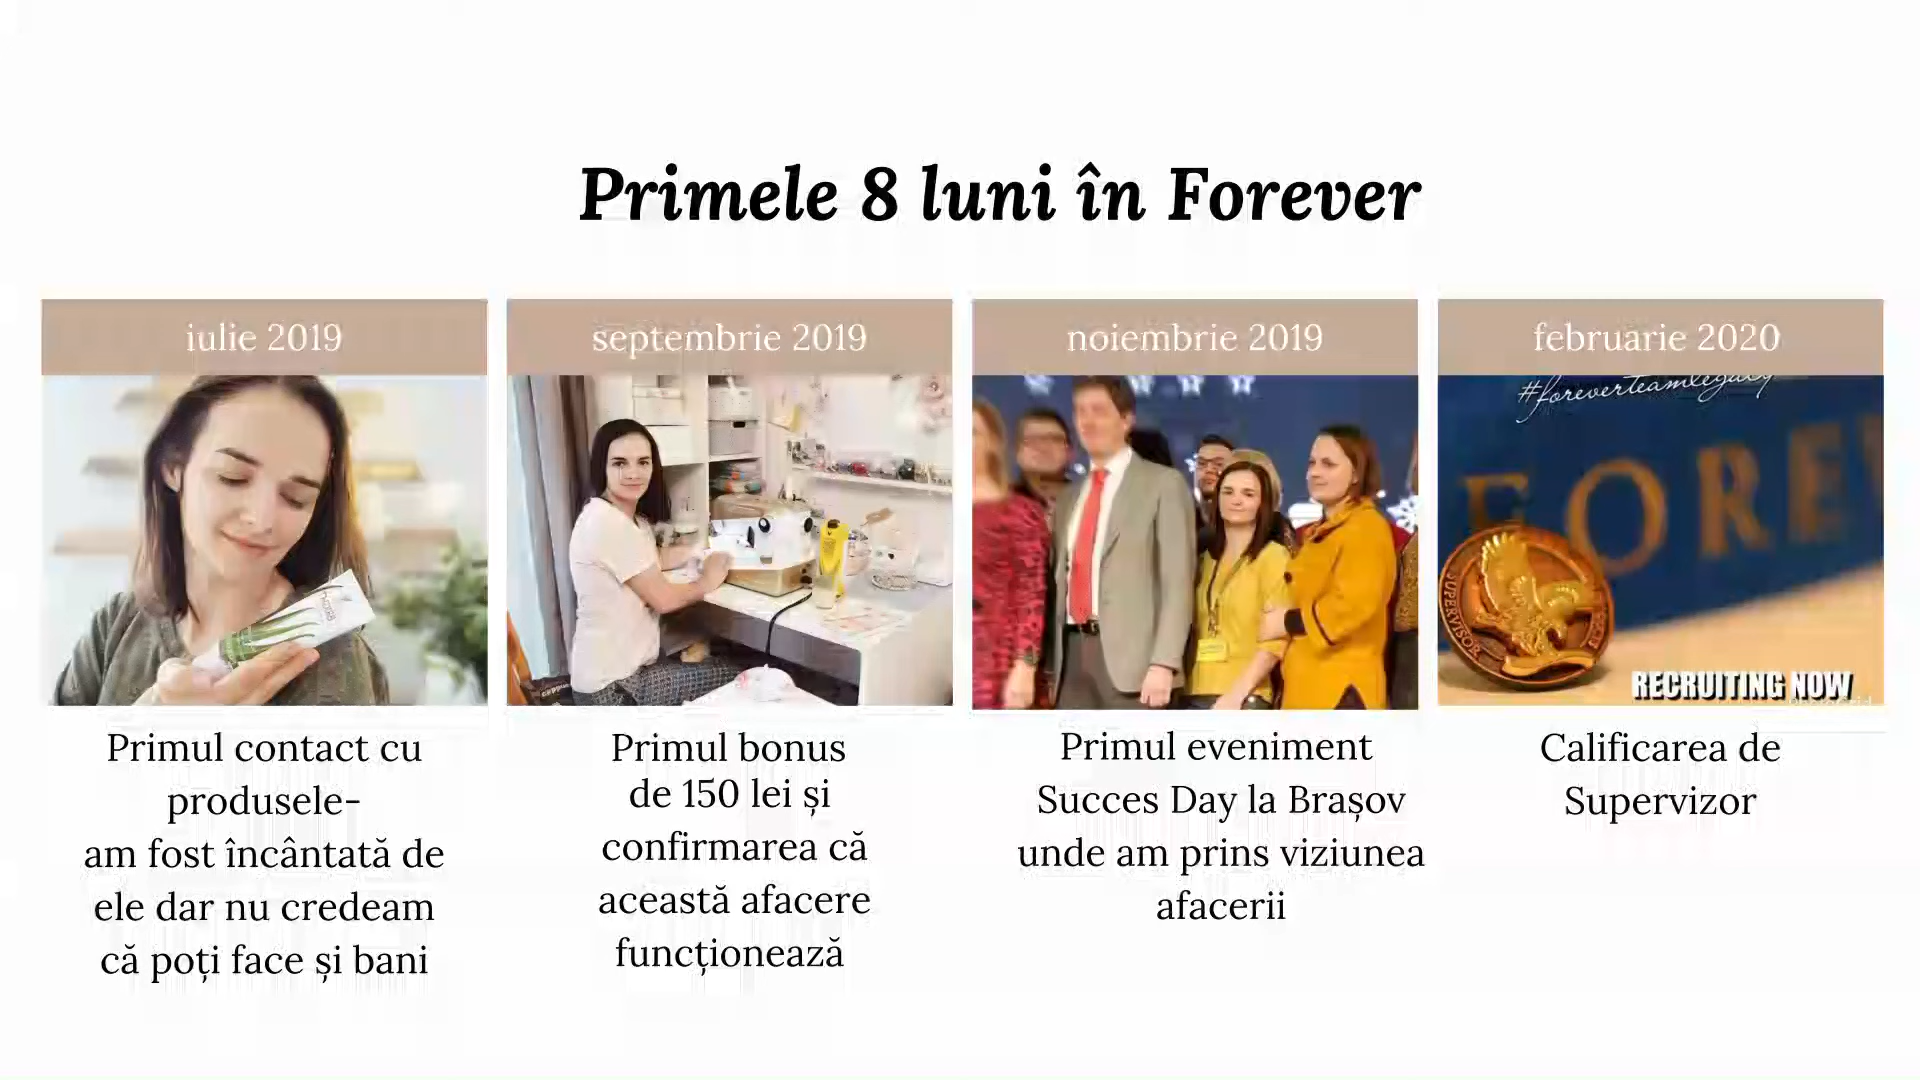 Primele 8 luni în Forever
iulie 2019
Primul contact cu
produsele-
am fost încântată de
ele dar nu credeam
că poți face și bani
septembrie 2019
Primul bonus
de 150 lei și
confirmarea că
această afacere
funcționează
noiembrie 2019
Primul eveniment
Succes Day la Brașov
unde am prins viziunea
afacerii
februarie 2020
#foreverteamlegacy
FOREV
SUPERVISOR
RECRUITING NOW
Calificarea de
Supervizor